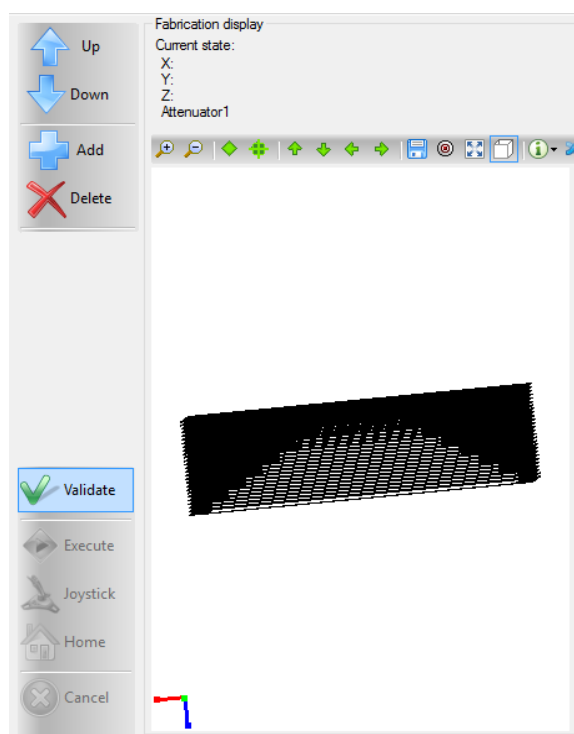 Up
Down
Add
Delete
Validate
Execute
Joystick
Home
Cancel
Fabrication display
Current state:
X:
Y:
Z:
Attenuator1